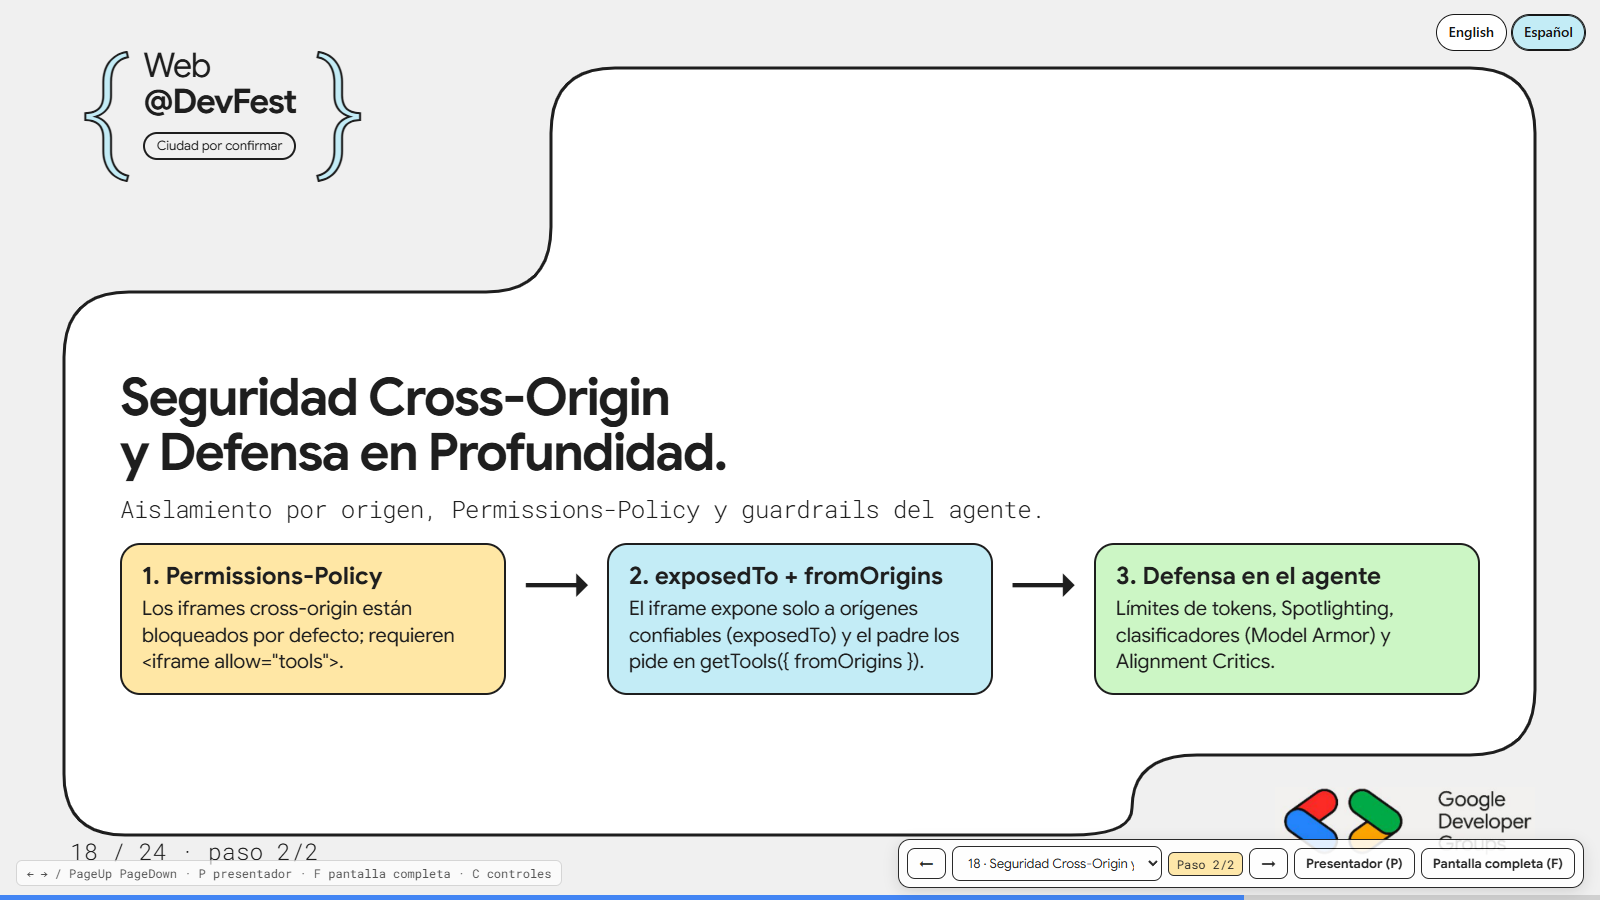 English
Español
Web
@DevFest
Ciudad por confirmar
Seguridad Cross-Origin
y Defensa en Profundidad.
Aislamiento por origen, Permissions-Policy y guardrails del agente.
1. Permissions-Policy
Los iframes cross-origin están
bloqueados por defecto; requieren
<iframe allow="tools">.
2. exposedTo + fromOrigins
El iframe expone solo a orígenes
confiables (exposedTo) y el padre los
pide en getTools({ fromOrigins }).
3. Defensa en el agente
Límites de tokens, Spotlighting,
clasificadores (Model Armor) y
Alignment Critics.
Google
Developer
Groups
18 / 24 · paso 2/2
← → / PageUp PageDown · P presentador · F pantalla completa · C controles
←
18 · Seguridad Cross-Origin y
Paso 2/2
→
Presentador (P)
Pantalla completa (F)